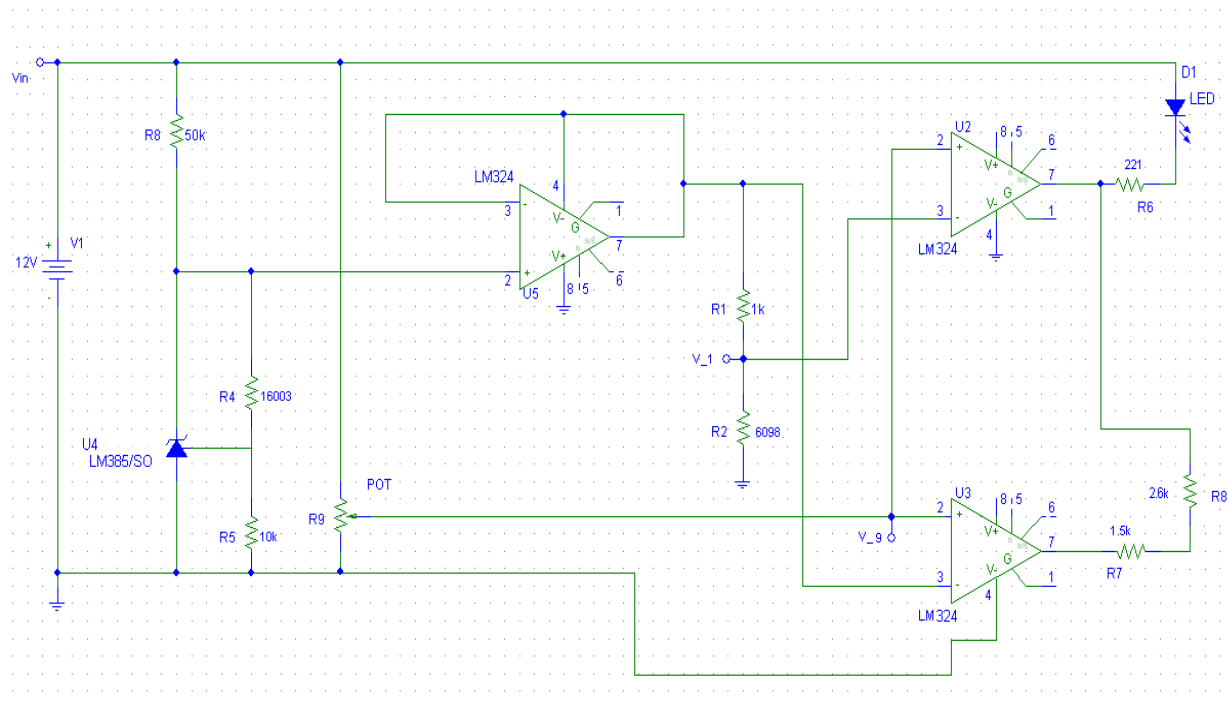 Vin
D1
LED
R8 50k
U2
8 5
6
2
+
V+
221
7
R6
G
V-
3
-
1
4
LM324
LM324
4
3
-
V-
G
1
7
V+
+
2
U5
8 5
6
+
V1
12V
-
R1 1k
V_1
R2 6098
R4 16003
U4
LM385/SO
R5 10k
POT
R9
V_9
U3
8 5
6
2
+
V+
7
1.5k
R7
2.6k
R8
G
V-
3
-
1
4
LM324